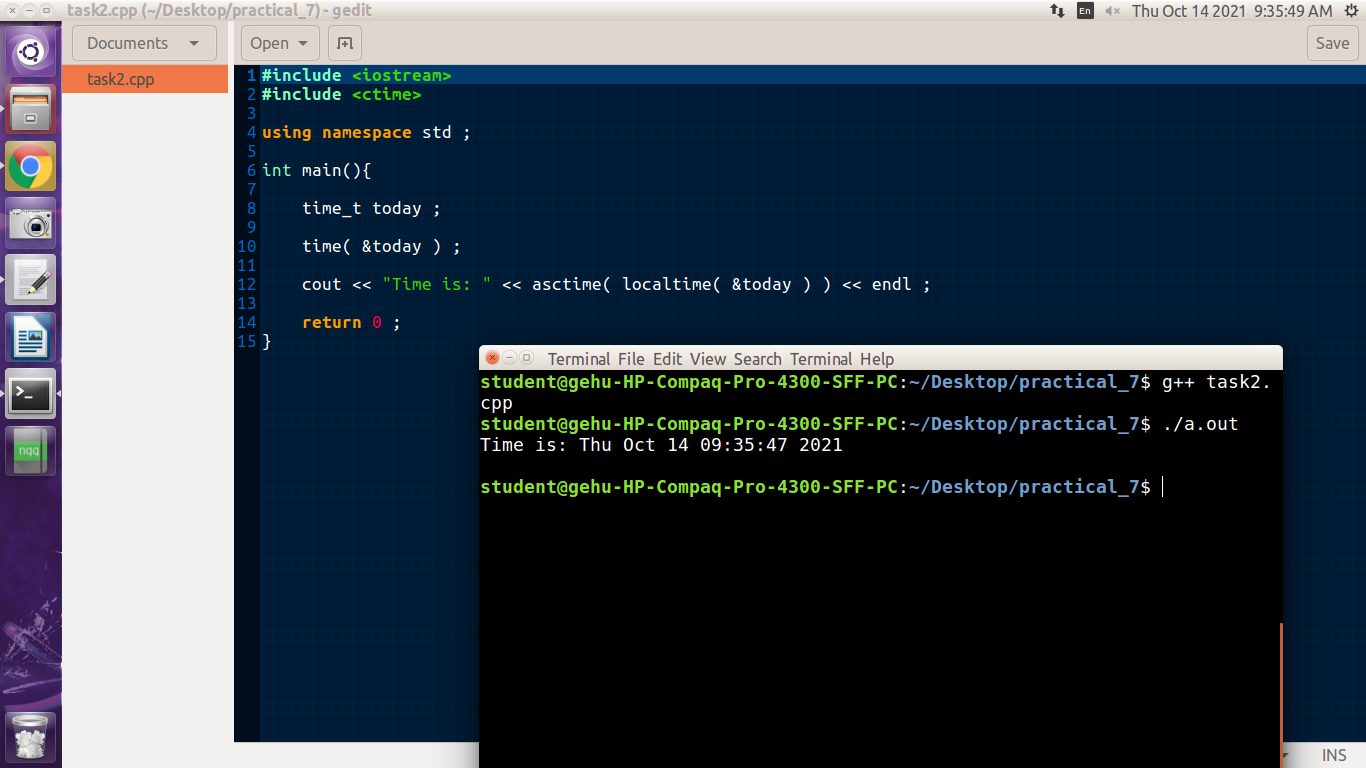 task2.cpp (~/Desktop/practical_7) - gedit
En
Thu Oct 14 2021 9:35:49 AM
Documents
Open
Save
task2.cpp
1 #include <iostream>
2 #include <ctime>
3
4 using namespace std ;
5
6 int main(){
7
8 time_t today ;
9
10 time( &today ) ;
11
12 cout << "Time is: " << asctime( localtime( &today ) ) << endl ;
13
14 return 0 ;
15 }
Terminal File Edit View Search Terminal Help
student@gehu-HP-Compaq-Pro-4300-SFF-PC:~/Desktop/practical_7$ g++ task2.
cpp
student@gehu-HP-Compaq-Pro-4300-SFF-PC:~/Desktop/practical_7$ ./a.out
Time is: Thu Oct 14 09:35:47 2021
student@gehu-HP-Compaq-Pro-4300-SFF-PC:~/Desktop/practical_7$
nqq
INS